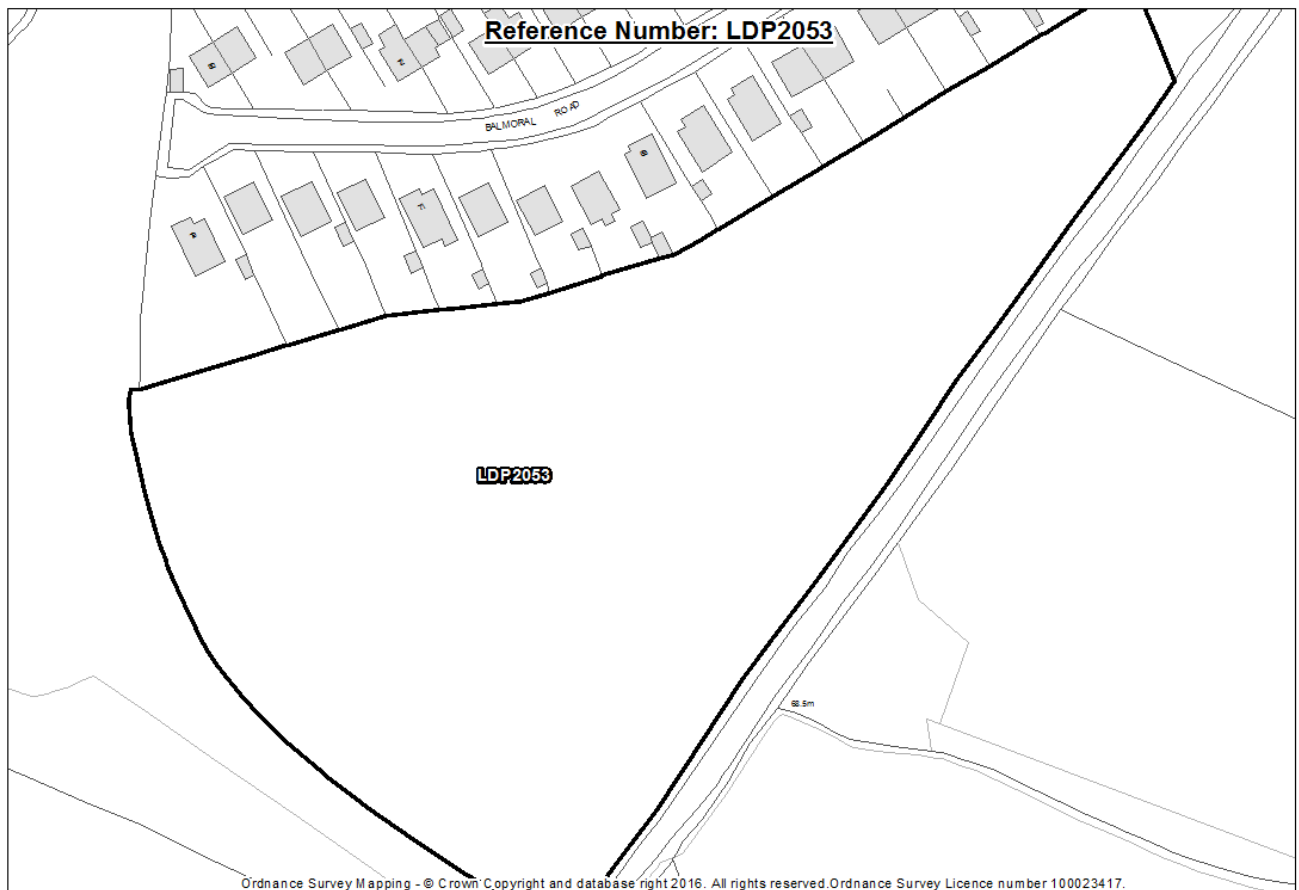 Reference Number: LDP2053
BALMORAL ROAD
LDP2053
68.5m
Ordnance Survey Mapping - © Crown Copyright and database right 2016. All rights reserved.Ordnance Survey Licence number 100023417.